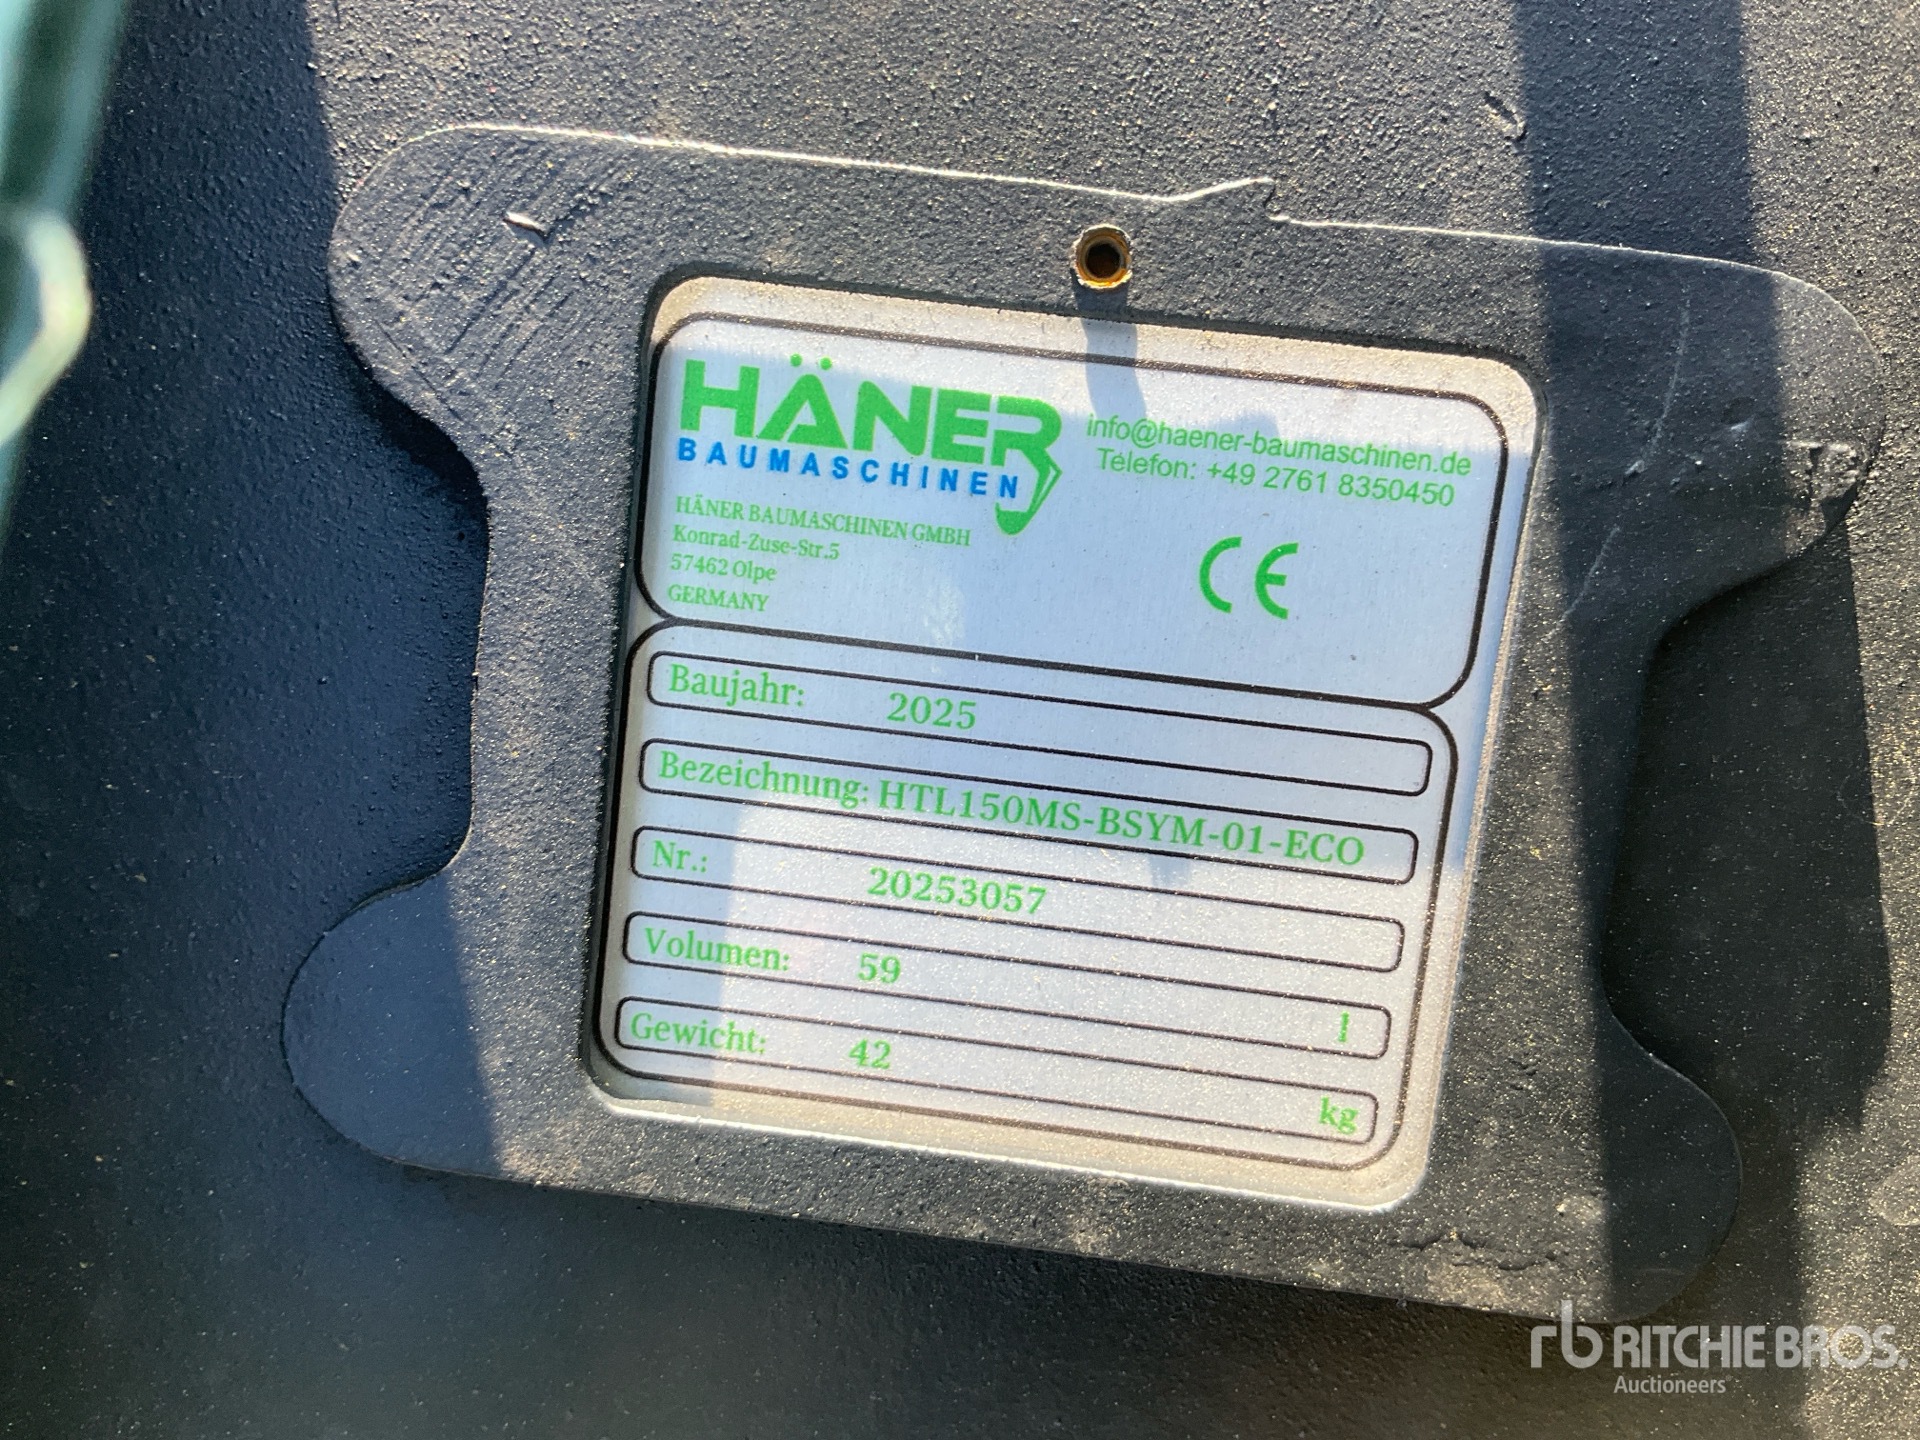 HÄNER
BAUMASCHINEN
info@haener-baumaschinen.de
Telefon: +49 2761 8350450
HÄNER BAUMASCHINEN GMBH
Konrad-Zuse-Str.5
57462 Olpe
GERMANY
CE
Baujahr: 2025
Bezeichnung: HTL150MS-BSYM-01-ECO
Nr.: 20253057
Volumen: 59 l
Gewicht: 42 kg
rb RITCHIE BROS.
Auctioneers